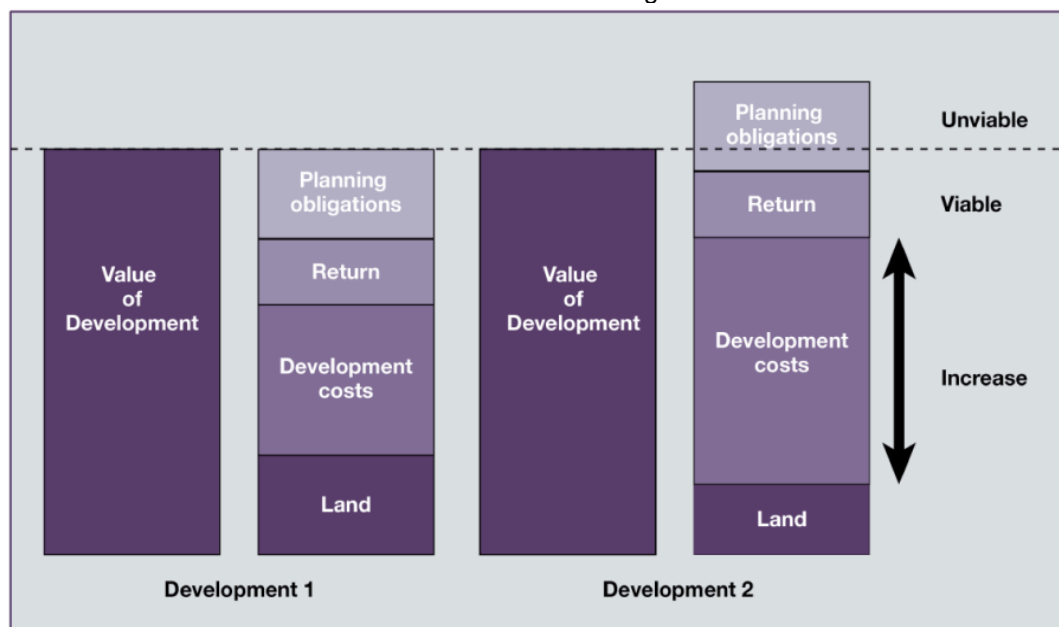 Value
of
Development
Planning
obligations
Return
Development
costs
Land
Development 1
Value
of
Development
Planning
obligations
Return
Development
costs
Land
Development 2
Unviable
Viable
Increase